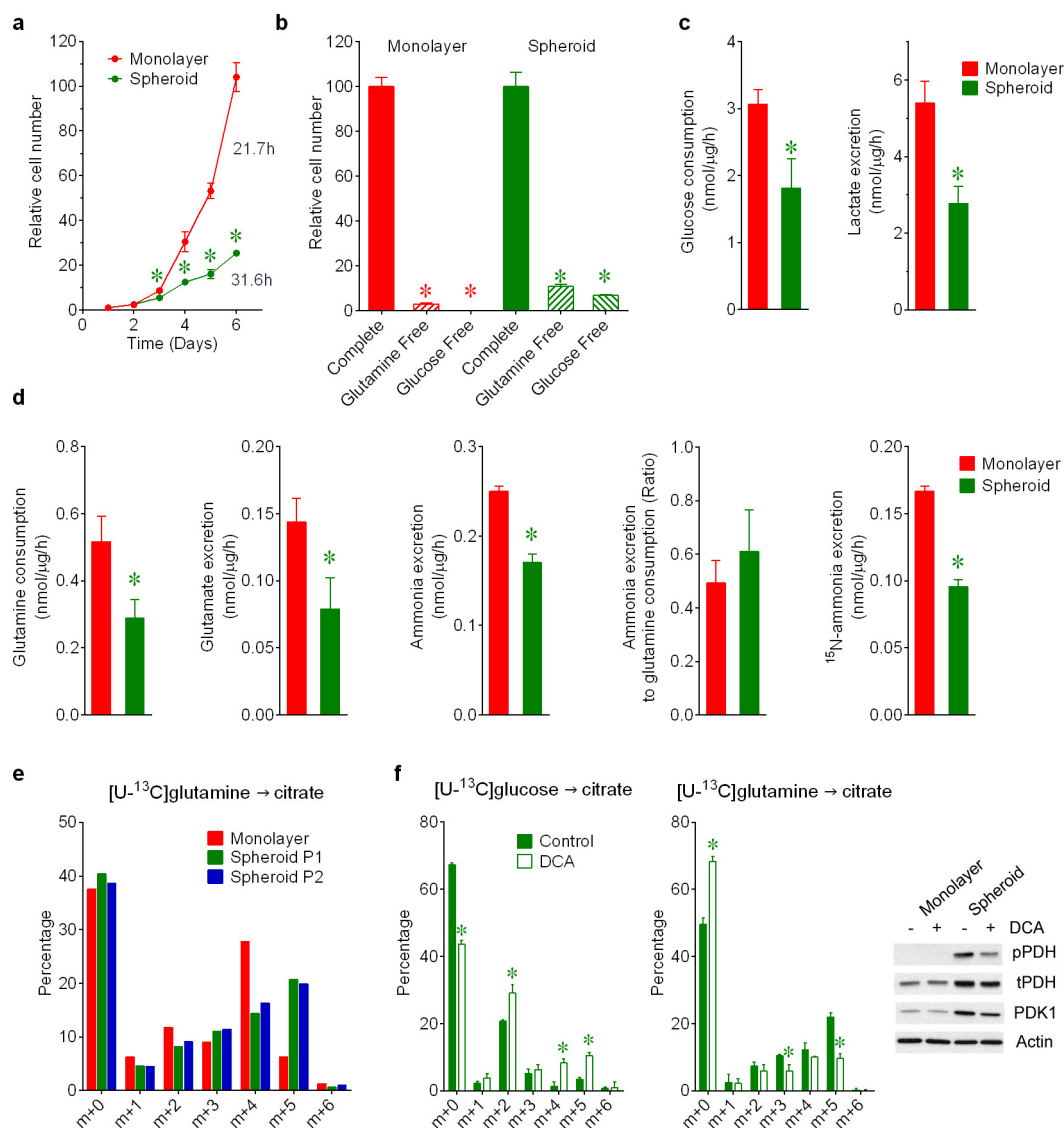 a
120
100
80
60
40
20
0
Relative cell number
Monolayer
Spheroid
21.7h
31.6h
*
*
*
*
0
2
4
6
Time (Days)
b
Monolayer
Spheroid
120
100
80
60
40
20
0
Relative cell number
*
*
*
*
Complete
Glutamine Free
Glucose Free
Complete
Glutamine Free
Glucose Free
c
4
3
2
1
0
Glucose consumption
(nmol/μg/h)
*
6
5
4
3
2
1
0
Lactate excretion
(nmol/μg/h)
*
Monolayer
Spheroid
d
0.8
0.6
0.4
0.2
0.0
Glutamine consumption
(nmol/μg/h)
*
0.20
0.15
0.10
0.05
0.00
Glutamate excretion
(nmol/μg/h)
*
0.3
0.2
0.1
0.0
Ammonia excretion
(nmol/μg/h)
*
1.0
0.8
0.6
0.4
0.2
0.0
Ammonia excretion
to glutamine consumption (Ratio)
0.20
0.15
0.10
0.05
0.00
¹⁵N-ammonia excretion
(nmol/μg/h)
*
Monolayer
Spheroid
e
[U-¹³C]glutamine → citrate
50
40
30
20
10
0
Percentage
Monolayer
Spheroid P1
Spheroid P2
m+0
m+1
m+2
m+3
m+4
m+5
m+6
f
[U-¹³C]glucose → citrate
80
60
40
20
0
Percentage
Control
DCA
*
*
*
*
m+0
m+1
m+2
m+3
m+4
m+5
m+6
[U-¹³C]glutamine → citrate
80
60
40
20
0
Percentage
*
*
*
m+0
m+1
m+2
m+3
m+4
m+5
m+6
Monolayer
Spheroid
- + - + DCA
pPDH
tPDH
PDK1
Actin